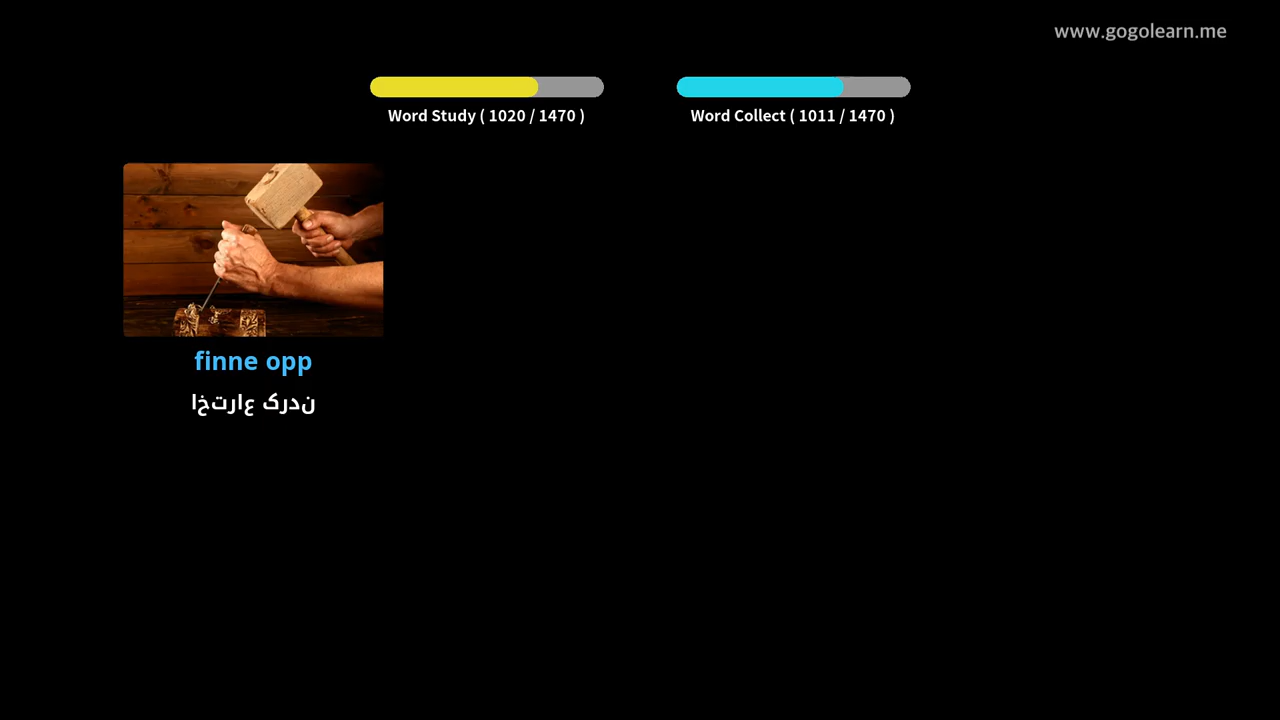 www.gogolearn.me
Word Study ( 1020 / 1470 )
Word Collect ( 1011 / 1470 )
finne opp
اختراع کردن